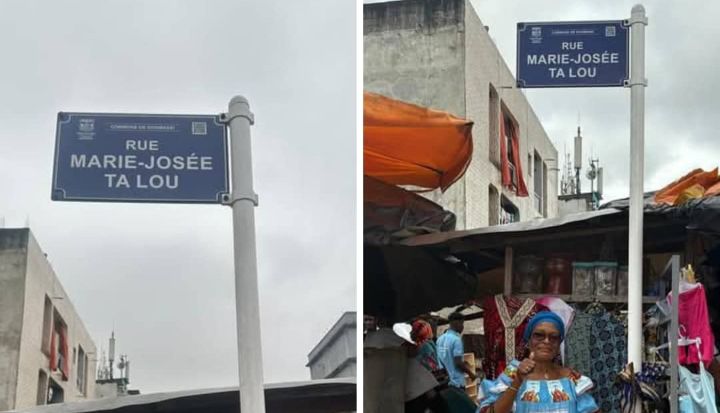 COMMUNE DE KOUMASSI
RUE
MARIE-JOSÉE
TA LOU
COMMUNE DE KOUMASSI
RUE
MARIE-JOSÉE
TA LOU